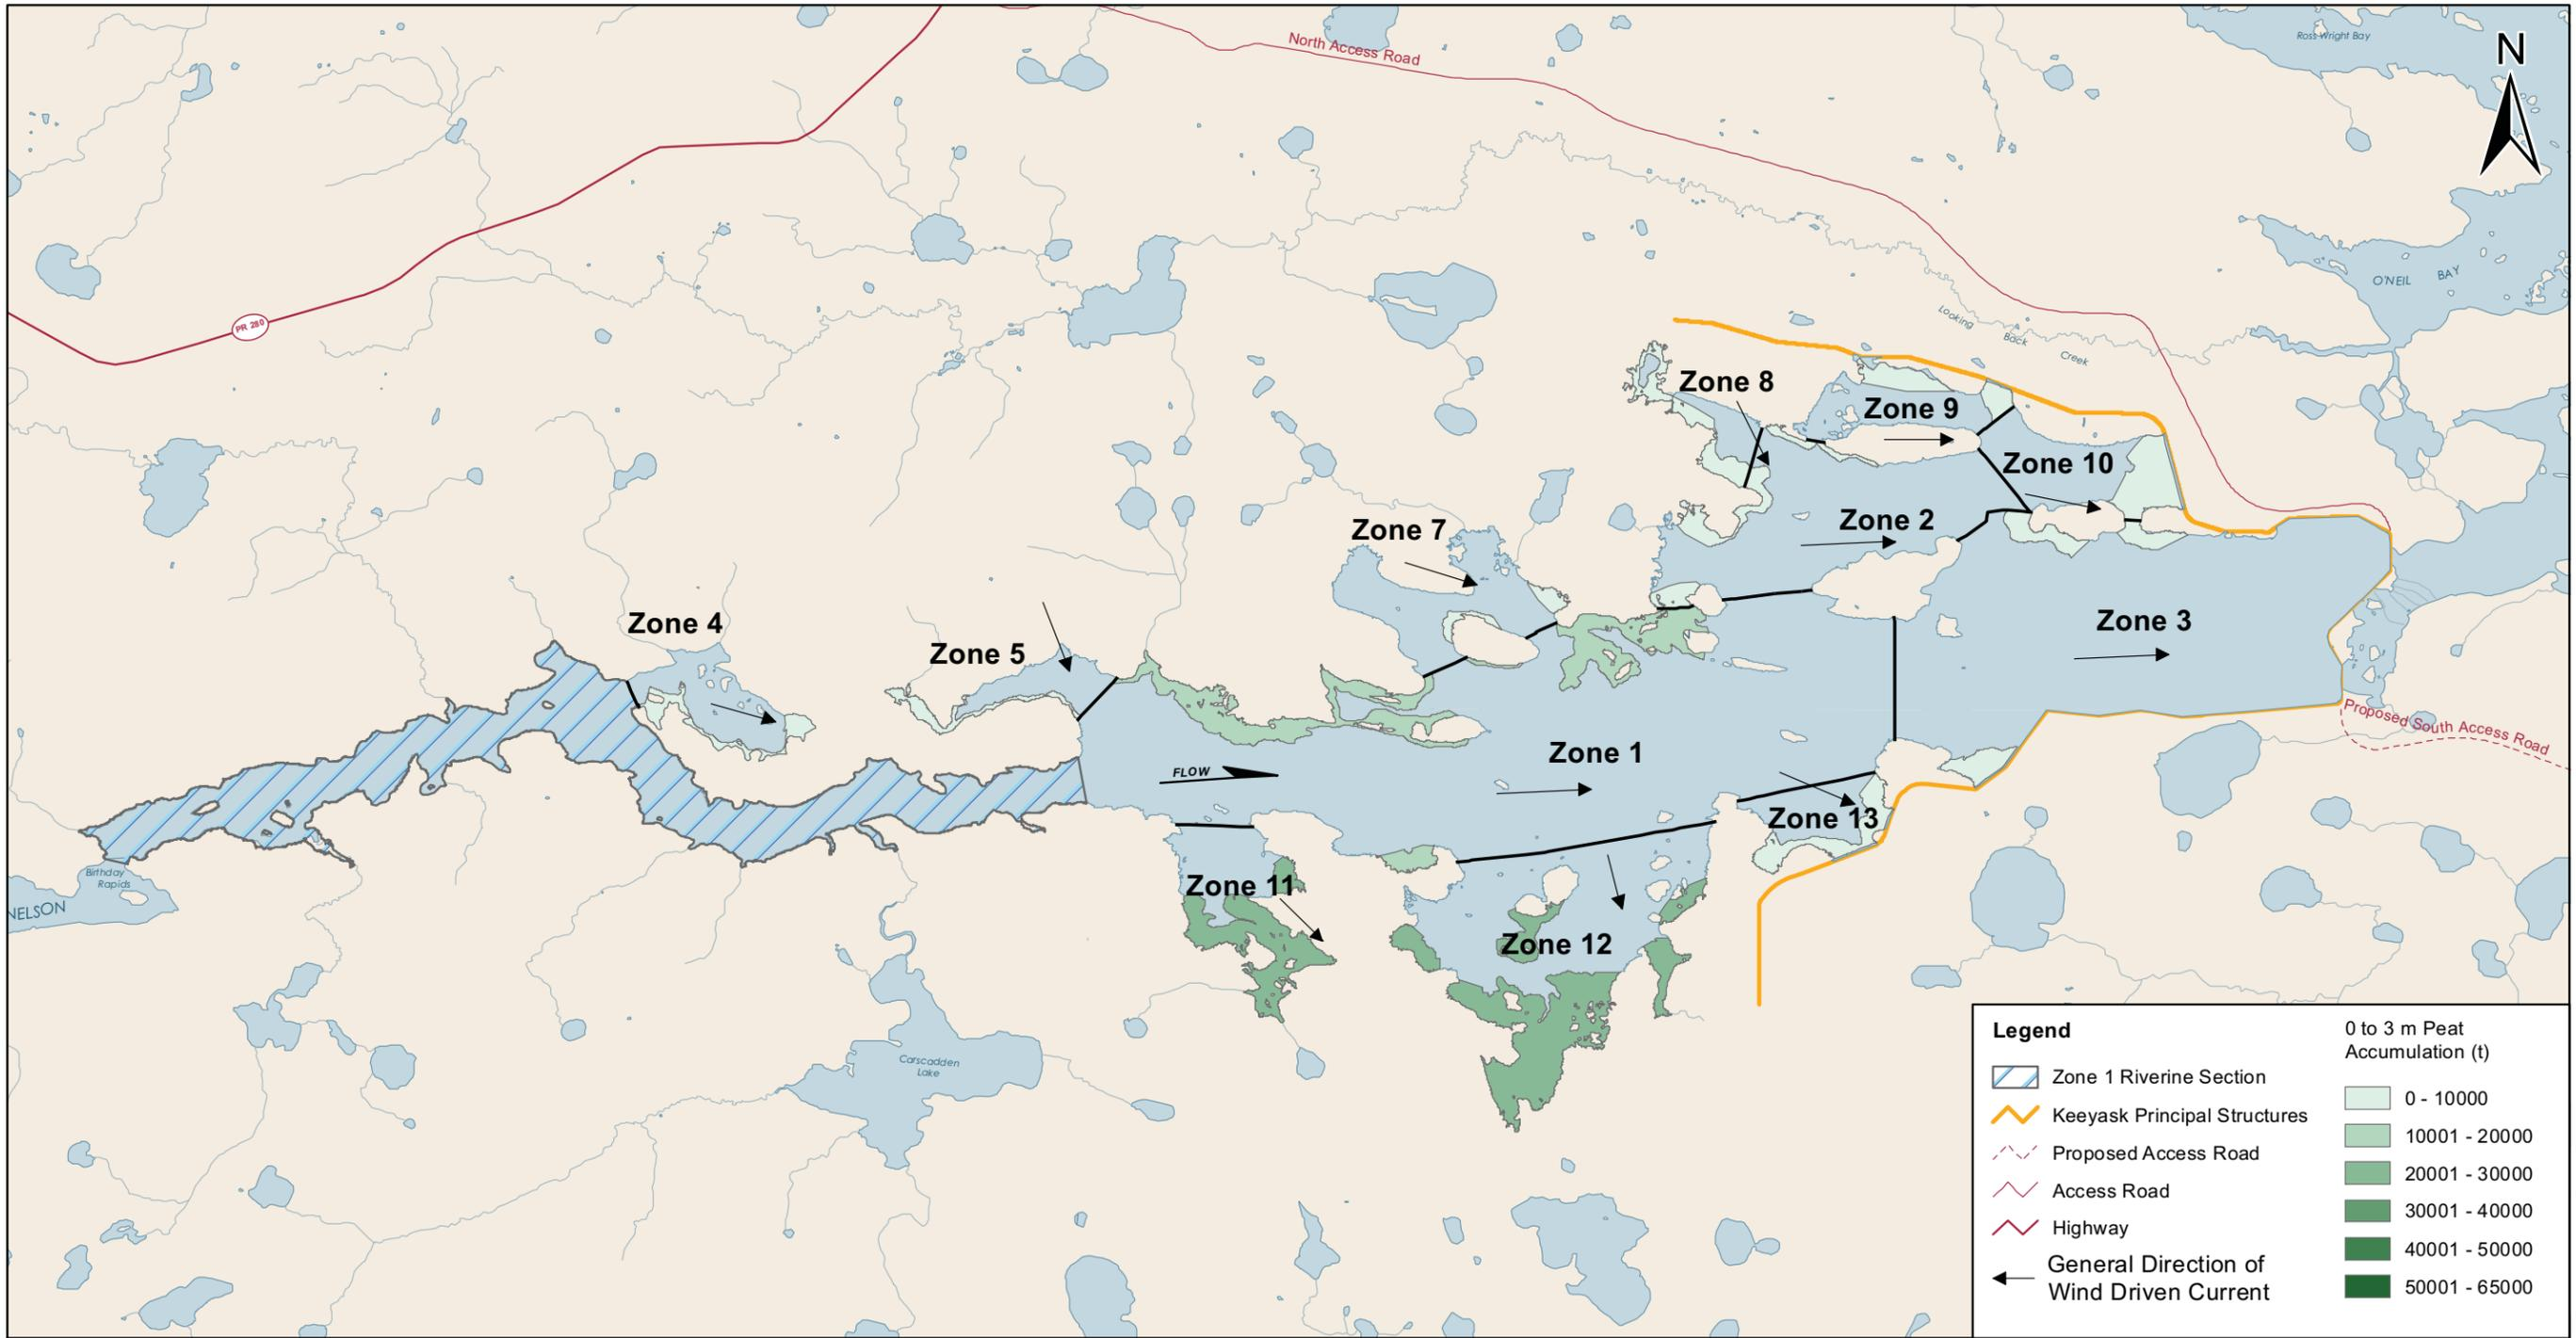 Ross Wright Bay
N
North Access Road
O'NEIL BAY
PR 280
Looking Back Creek
Zone 8
Zone 9
Zone 10
Zone 2
Zone 7
Zone 4
Zone 5
Zone 3
Proposed South Access Road
Zone 1
FLOW
Zone 13
Birthday
Rapids
NELSON
Zone 11
Zone 12
Carscadden
Lake
Legend
Zone 1 Riverine Section
Keeyask Principal Structures
Proposed Access Road
Access Road
Highway
General Direction of
Wind Driven Current
0 to 3 m Peat
Accumulation (t)
0 - 10000
10001 - 20000
20001 - 30000
30001 - 40000
40001 - 50000
50001 - 65000